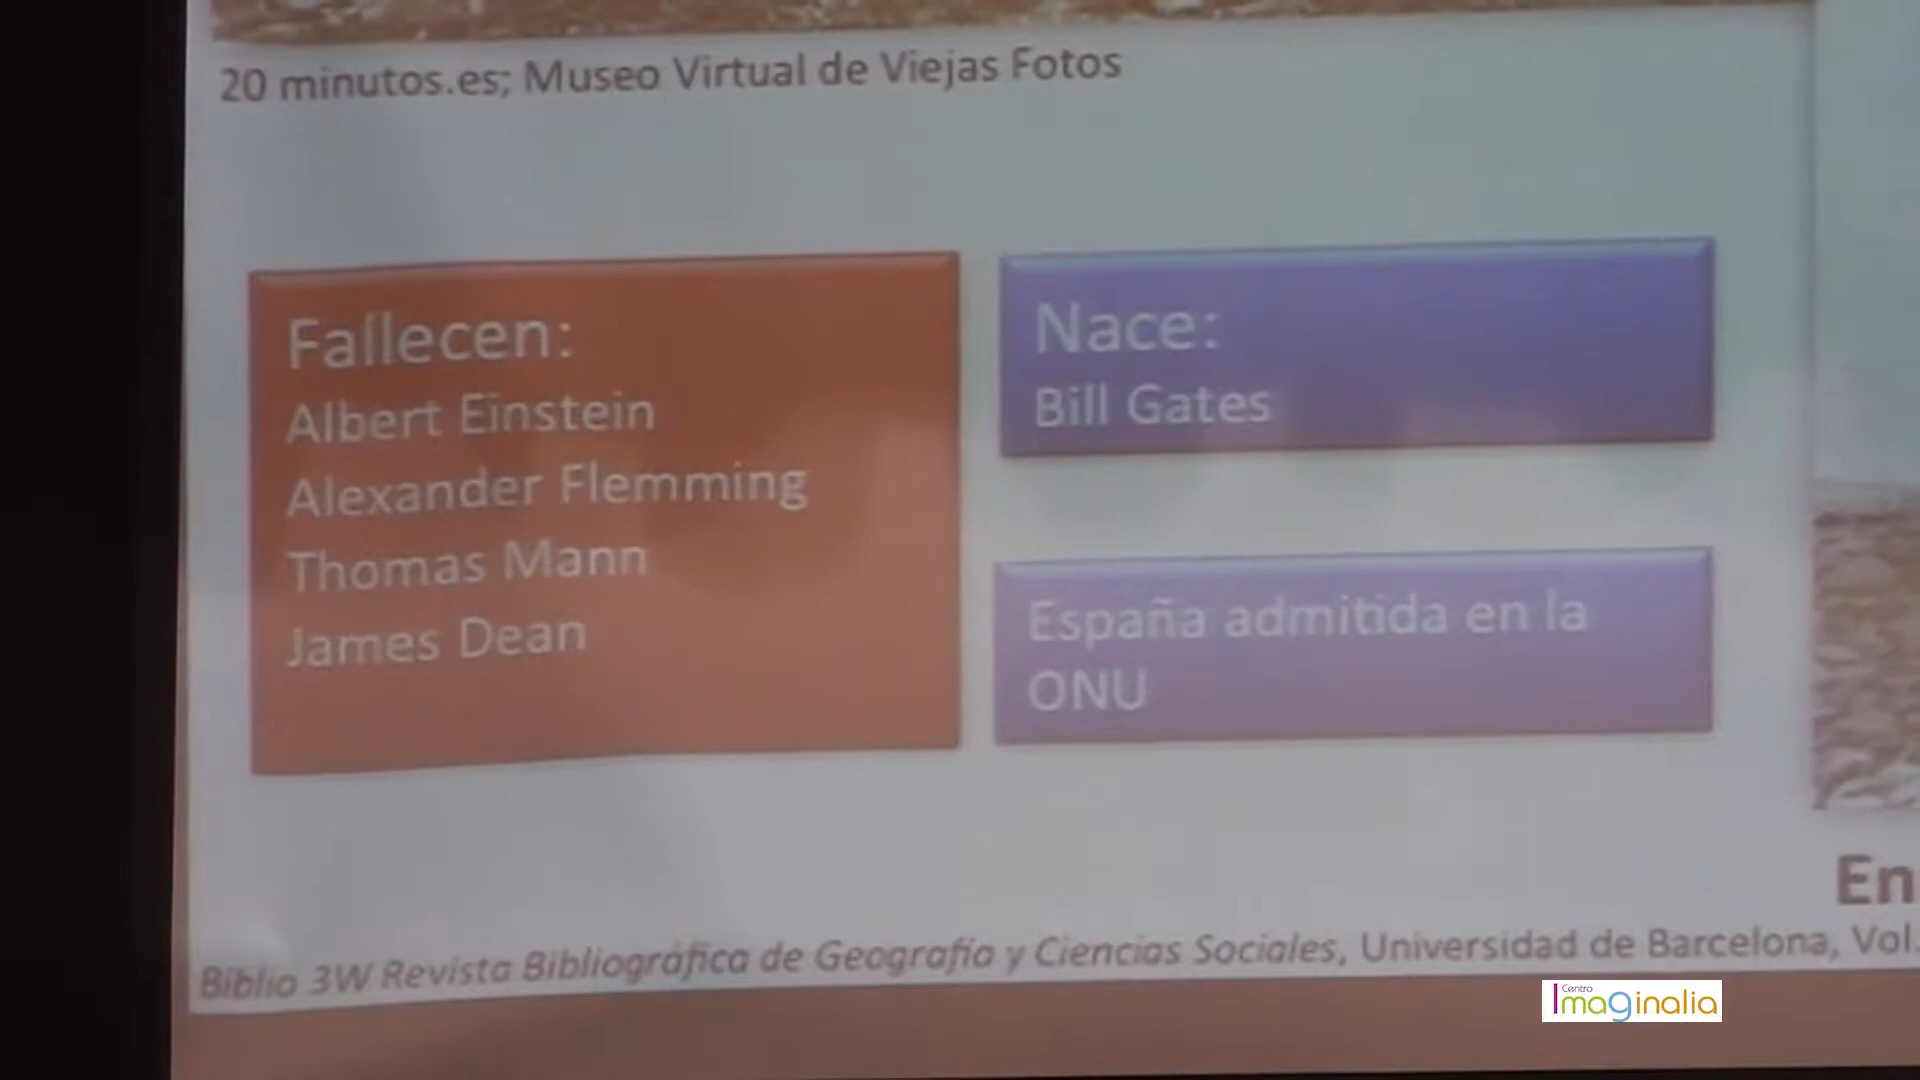 20 minutos.es; Museo Virtual de Viejas Fotos
Fallecen:
Albert Einstein
Alexander Flemming
Thomas Mann
James Dean
Nace:
Bill Gates
España admitida en la
ONU
En
Biblio 3W Revista Bibliográfica de Geografía y Ciencias Sociales, Universidad de Barcelona, Vol.
Centro
Imaginalia